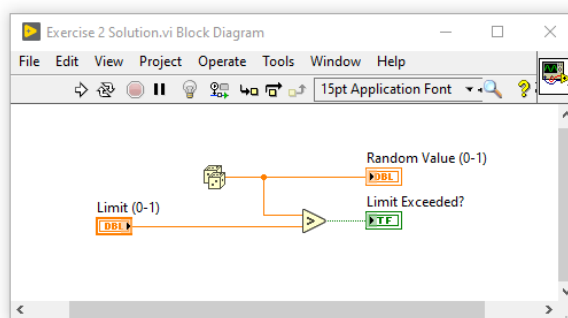 Exercise 2 Solution.vi Block Diagram
File Edit View Project Operate Tools Window Help
15pt Application Font
Random Value (0-1)
DBL
Limit Exceeded?
Limit (0-1)
TF
DBL